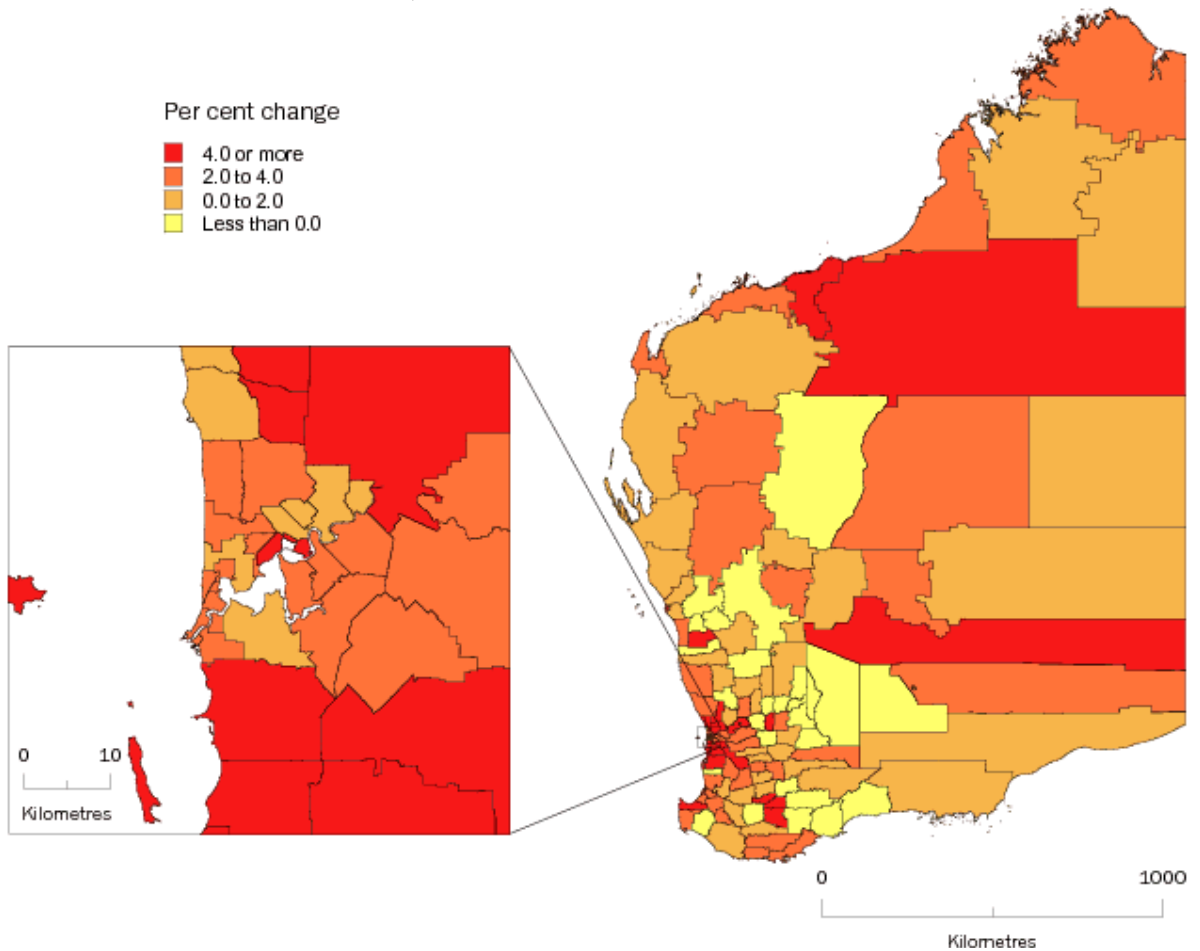 Per cent change
4.0 or more
2.0 to 4.0
0.0 to 2.0
Less than 0.0
0 10
Kilometres
0 1000
Kilometres